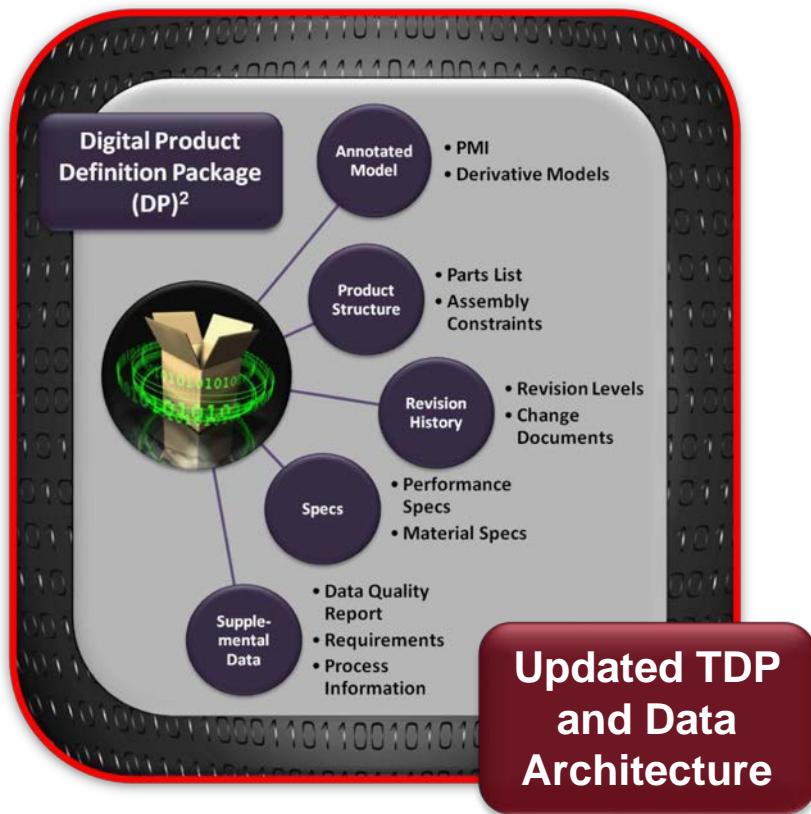 Digital Product
Definition Package
(DP)²
Annotated
Model
• PMI
• Derivative Models
Product
Structure
• Parts List
• Assembly
Constraints
Revision
History
• Revision Levels
• Change
Documents
Specs
• Performance
Specs
• Material Specs
Supple-
mental
Data
• Data Quality
Report
• Requirements
• Process
Information
Updated TDP
and Data
Architecture